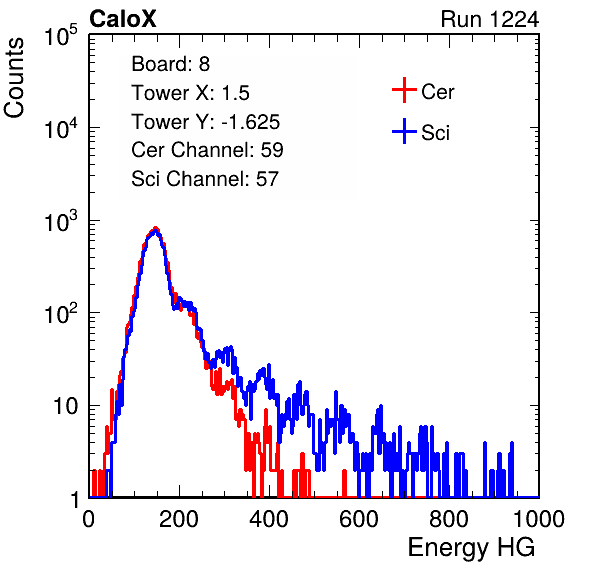 CaloX Run 1224
Counts
Board: 8
Tower X: 1.5
Tower Y: -1.625
Cer Channel: 59
Sci Channel: 57
Cer
Sci
10^5
10^4
10^3
10^2
10
1
0 200 400 600 800 1000
Energy HG